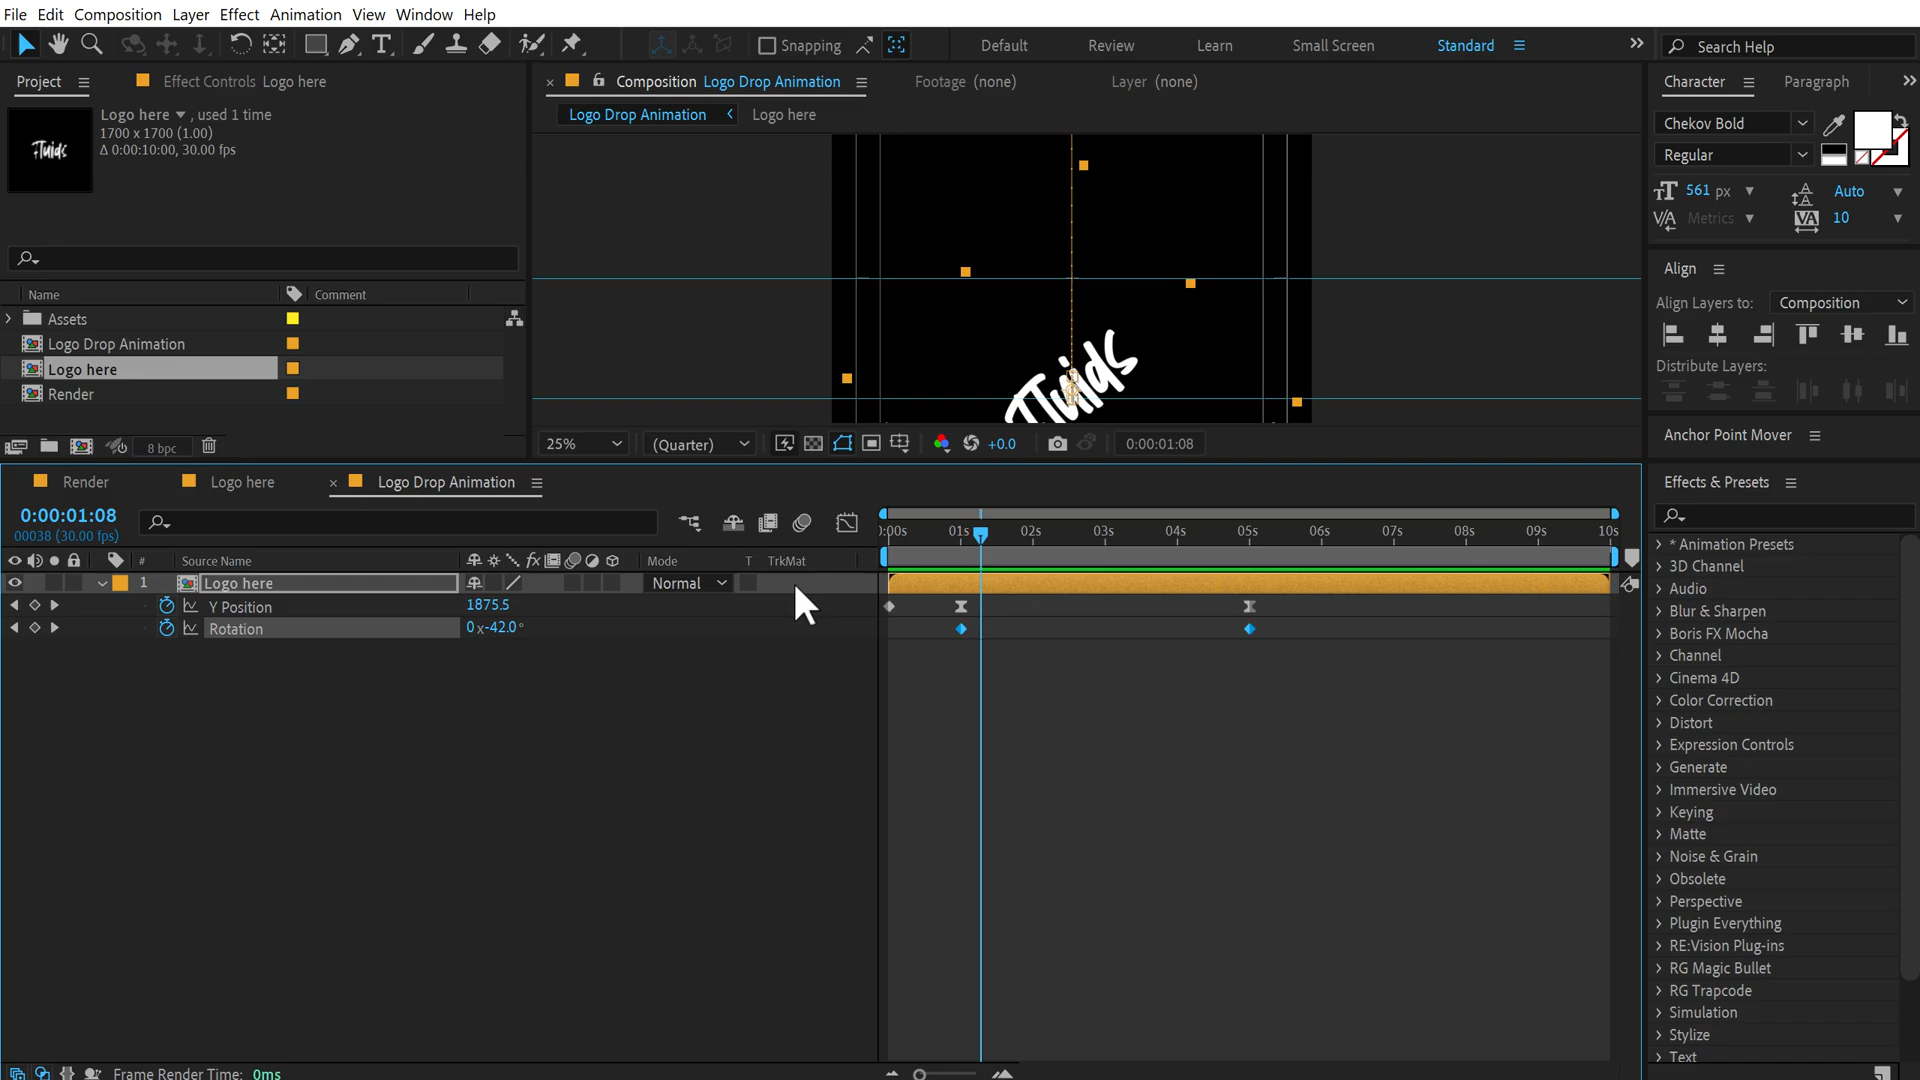 File Edit Composition Layer Effect Animation View Window Help
Snapping Default Review Learn Small Screen Standard Search Help
Project Effect Controls Logo here
Composition Logo Drop Animation Footage (none) Layer (none)
Character Paragraph
Logo here , used 1 time
1700 x 1700 (1.00)
Δ 0:00:10:00, 30.00 fps
Fluids
Logo Drop Animation Logo here
Chekov Bold
Regular
561 px Auto
Metrics 10
Align
Align Layers to: Composition
Distribute Layers:
Anchor Point Mover
Name Comment
Assets
Logo Drop Animation
Logo here
Render
8 bpc
Fluids
25% (Quarter) +0.0 0:00:01:08
Render Logo here Logo Drop Animation
0:00:01:08
00038 (30.00 fps)
:00s 01s 02s 03s 04s 05s 06s 07s 08s 09s 10s
# Source Name fx Mode T TrkMat
1 Logo here Normal
Y Position 1875.5
Rotation 0x-42.0°
Effects & Presets
* Animation Presets
3D Channel
Audio
Blur & Sharpen
Boris FX Mocha
Channel
Cinema 4D
Color Correction
Distort
Expression Controls
Generate
Immersive Video
Keying
Matte
Noise & Grain
Obsolete
Perspective
Plugin Everything
RE:Vision Plug-ins
RG Magic Bullet
RG Trapcode
Simulation
Stylize
Text
Frame Render Time: 0ms